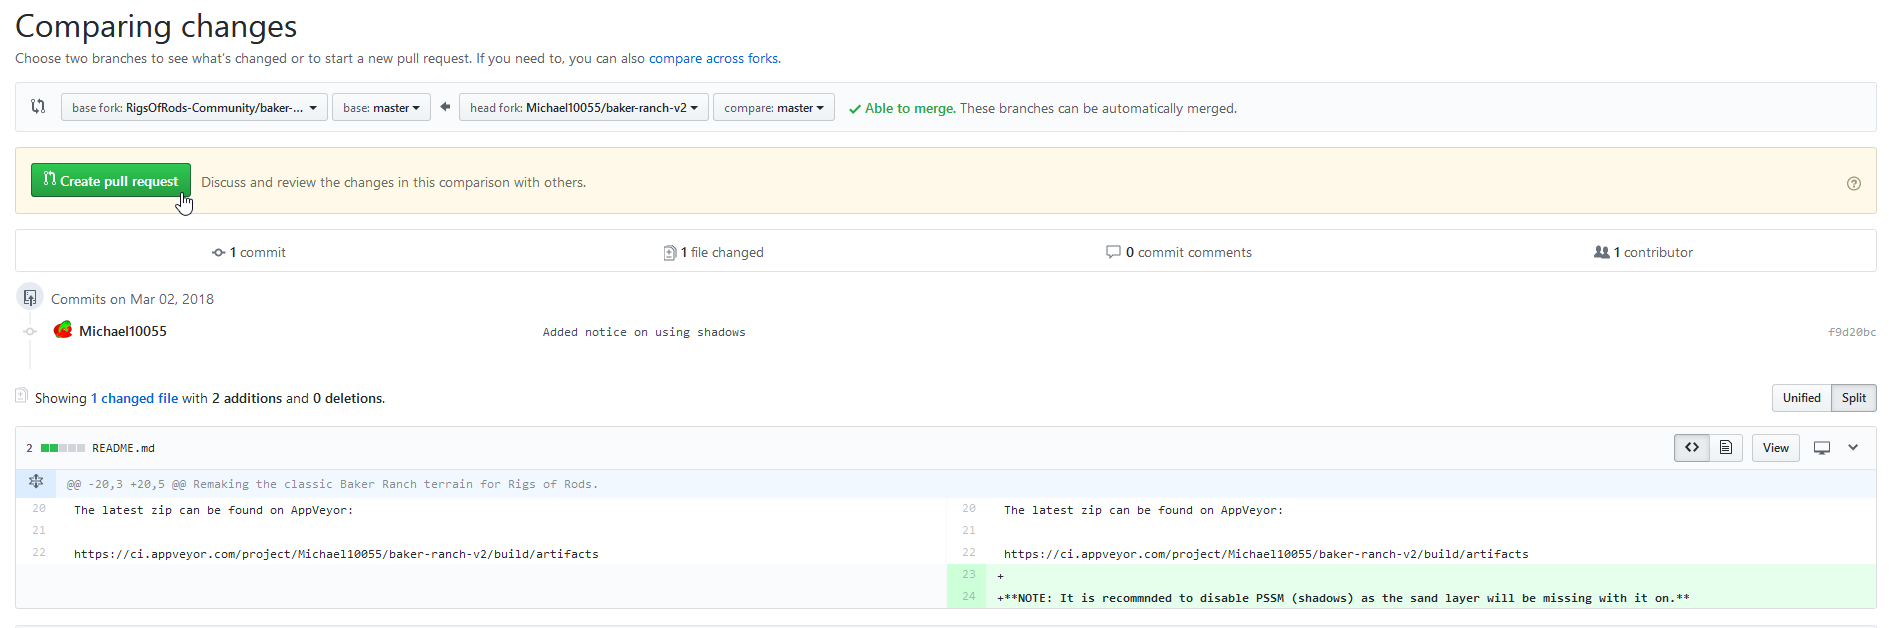 Comparing changes
Choose two branches to see what's changed or to start a new pull request. If you need to, you can also compare across forks.
base fork: RigsOfRods-Community/baker-... base: master head fork: Michael10055/baker-ranch-v2 compare: master Able to merge. These branches can be automatically merged.
Create pull request Discuss and review the changes in this comparison with others.
1 commit 1 file changed 0 commit comments 1 contributor
Commits on Mar 02, 2018
Michael10055 Added notice on using shadows f9d20bc
Showing 1 changed file with 2 additions and 0 deletions. Unified Split
2 README.md <> View
@@ -20,3 +20,5 @@ Remaking the classic Baker Ranch terrain for Rigs of Rods.
20 The latest zip can be found on AppVeyor: 20 The latest zip can be found on AppVeyor:
21 21
22 https://ci.appveyor.com/project/Michael10055/baker-ranch-v2/build/artifacts 22 https://ci.appveyor.com/project/Michael10055/baker-ranch-v2/build/artifacts
23 +
24 +**NOTE: It is recommnded to disable PSSM (shadows) as the sand layer will be missing with it on.**